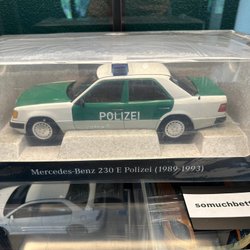 POLIZEI
Mercedes-Benz 230 E Polizei (1989-1993)
somuchbett